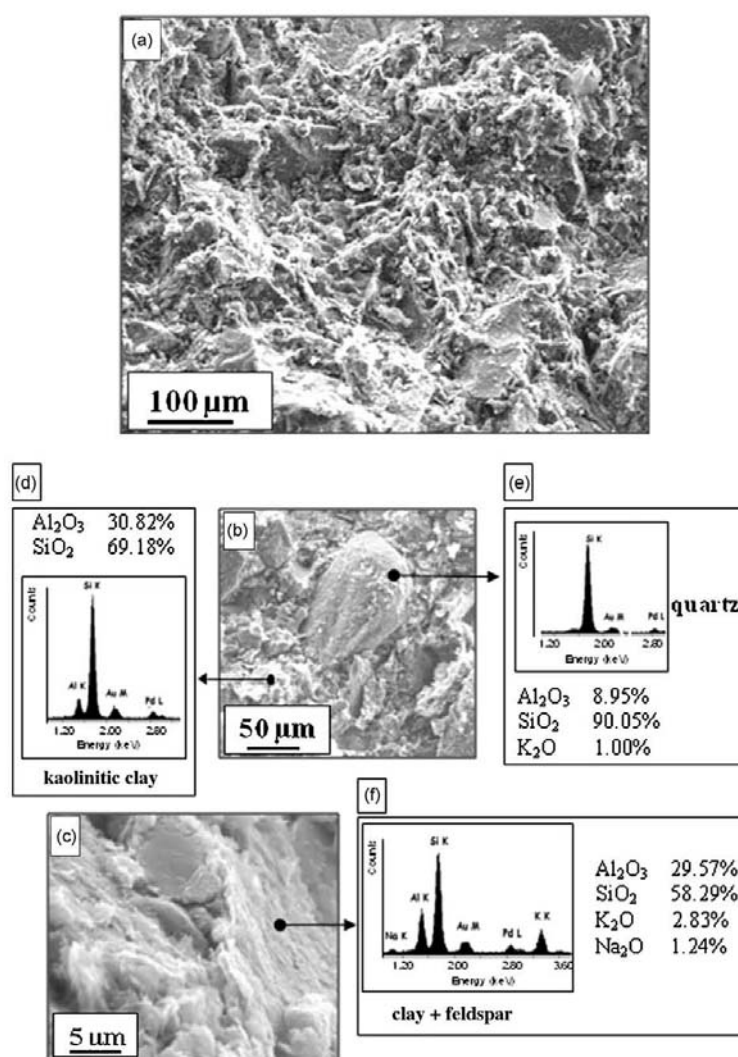 (a)
100 µm
(d)
Al₂O₃ 30.82%
SiO₂ 69.18%
Counts
Si K
Al K
Au M
Pd L
1.20 2.00 2.80
Energy (keV)
kaolinitic clay
(b)
50 µm
(e)
Counts
Si K
Au M
Pd L
1.20 2.00 2.80
Energy (keV)
quartz
Al₂O₃ 8.95%
SiO₂ 90.05%
K₂O 1.00%
(c)
5 µm
(f)
Counts
Na K
Al K
Si K
Au M
Pd L
K K
1.20 2.00 2.80 3.60
Energy (keV)
clay + feldspar
Al₂O₃ 29.57%
SiO₂ 58.29%
K₂O 2.83%
Na₂O 1.24%